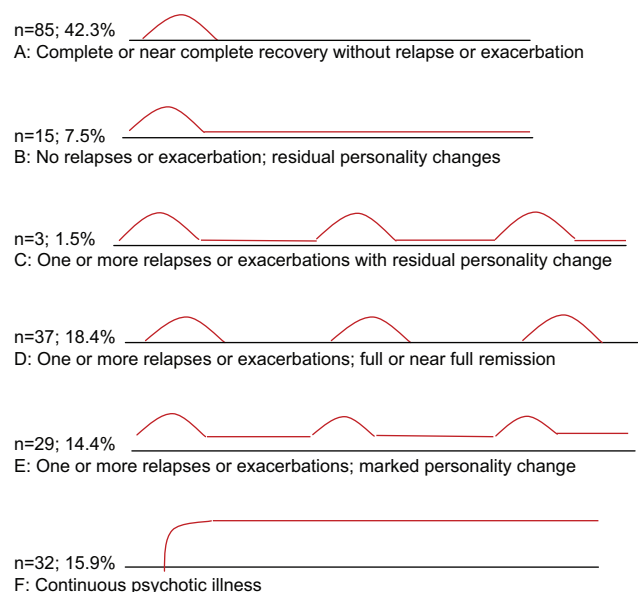 n=85; 42.3%
A: Complete or near complete recovery without relapse or exacerbation
n=15; 7.5%
B: No relapses or exacerbation; residual personality changes
n=3; 1.5%
C: One or more relapses or exacerbations with residual personality change
n=37; 18.4%
D: One or more relapses or exacerbations; full or near full remission
n=29; 14.4%
E: One or more relapses or exacerbations; marked personality change
n=32; 15.9%
F: Continuous psychotic illness